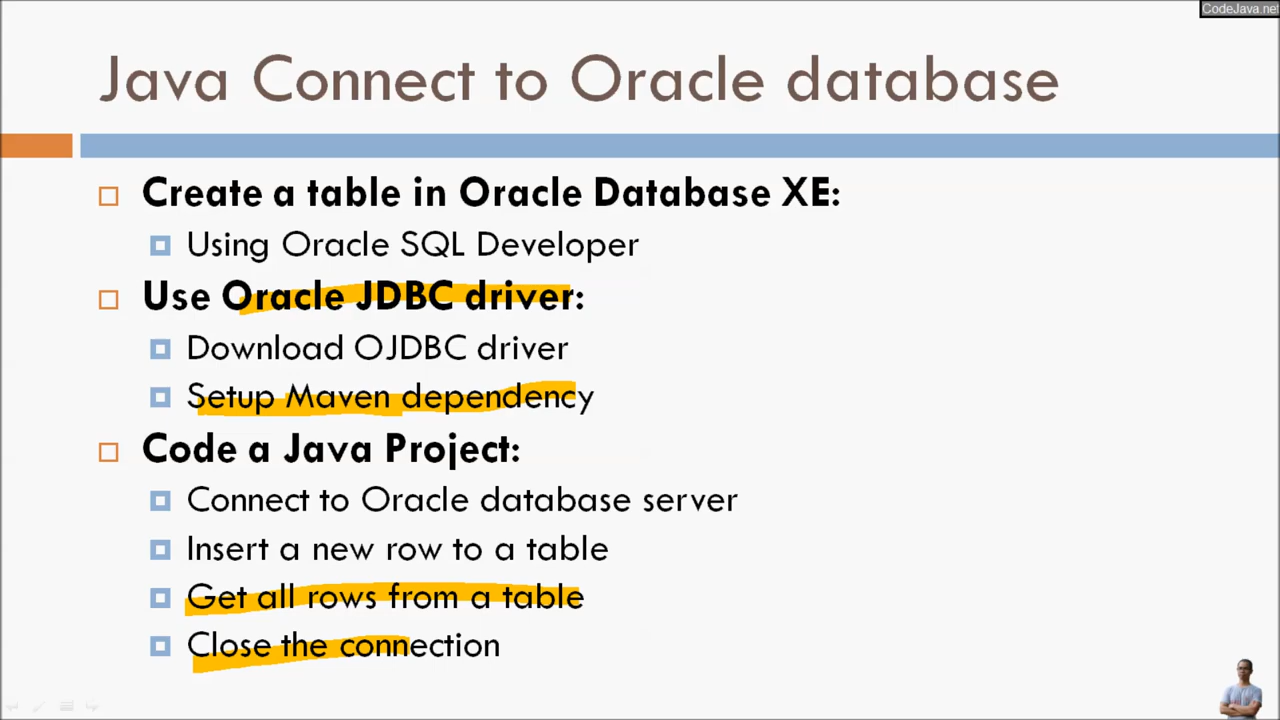 CodeJava.net
Java Connect to Oracle database
Create a table in Oracle Database XE:
Using Oracle SQL Developer
Use Oracle JDBC driver:
Download OJDBC driver
Setup Maven dependency
Code a Java Project:
Connect to Oracle database server
Insert a new row to a table
Get all rows from a table
Close the connection